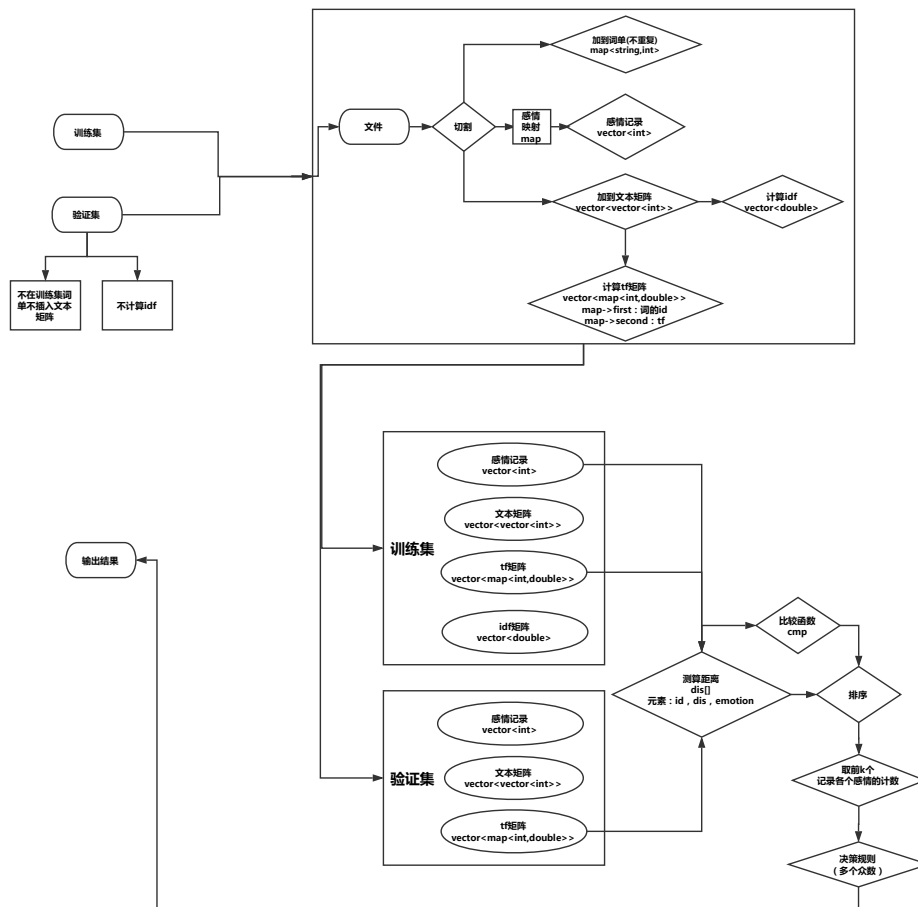 加到词单(不重复)
map<string,int>
训练集
文件
切割
感情
映射
map
感情记录
vector<int>
验证集
加到文本矩阵
vector<vector<int>>
计算idf
vector<double>
不在训练集词
单不插入文本
矩阵
不计算idf
计算tf矩阵
vector<map<int,double>>
map->first：词的id
map->second：tf
感情记录
vector<int>
文本矩阵
vector<vector<int>>
训练集
tf矩阵
vector<map<int,double>>
idf矩阵
vector<double>
输出结果
比较函数
cmp
测算距离
dis[]
元素：id，dis，emotion
排序
感情记录
vector<int>
验证集
文本矩阵
vector<vector<int>>
tf矩阵
vector<map<int,double>>
取前k个
记录各个感情的计数
决策规则
（多个众数）